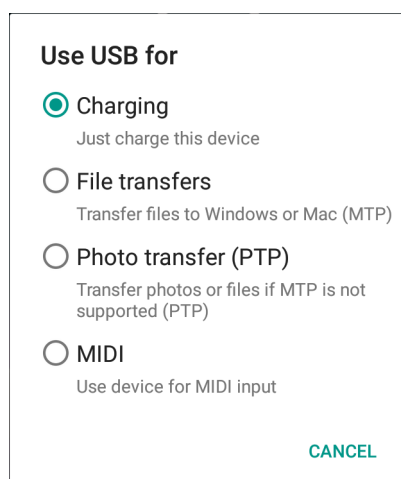 Use USB for
Charging
Just charge this device
File transfers
Transfer files to Windows or Mac (MTP)
Photo transfer (PTP)
Transfer photos or files if MTP is not
supported (PTP)
MIDI
Use device for MIDI input
CANCEL